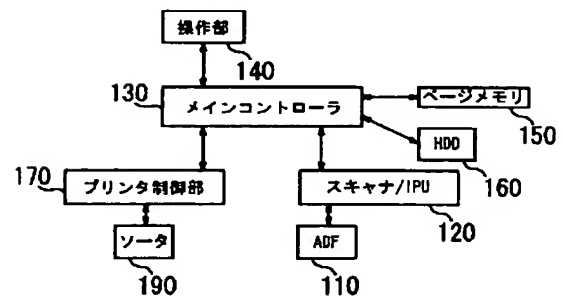 操作部
140
130
メインコントローラ
ページメモリ
150
HDD
160
170
プリンタ制御部
スキャナ/IPU
120
ソータ
190
ADF
110